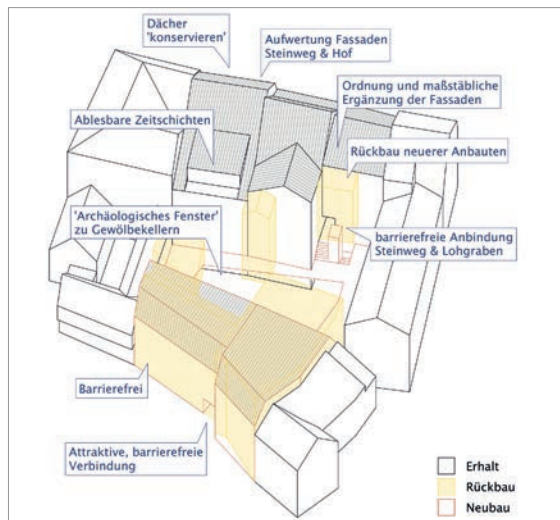 Dächer
'konservieren'
Aufwertung Fassaden
Steinweg & Hof
Ordnung und maßstäbliche
Ergänzung der Fassaden
Ablesbare Zeitschichten
Rückbau neuerer Anbauten
'Archäologisches Fenster'
zu Gewölbekellern
barrierefreie Anbindung
Steinweg & Lohgraben
Barrierefrei
Attraktive, barrierefreie
Verbindung
Erhalt
Rückbau
Neubau